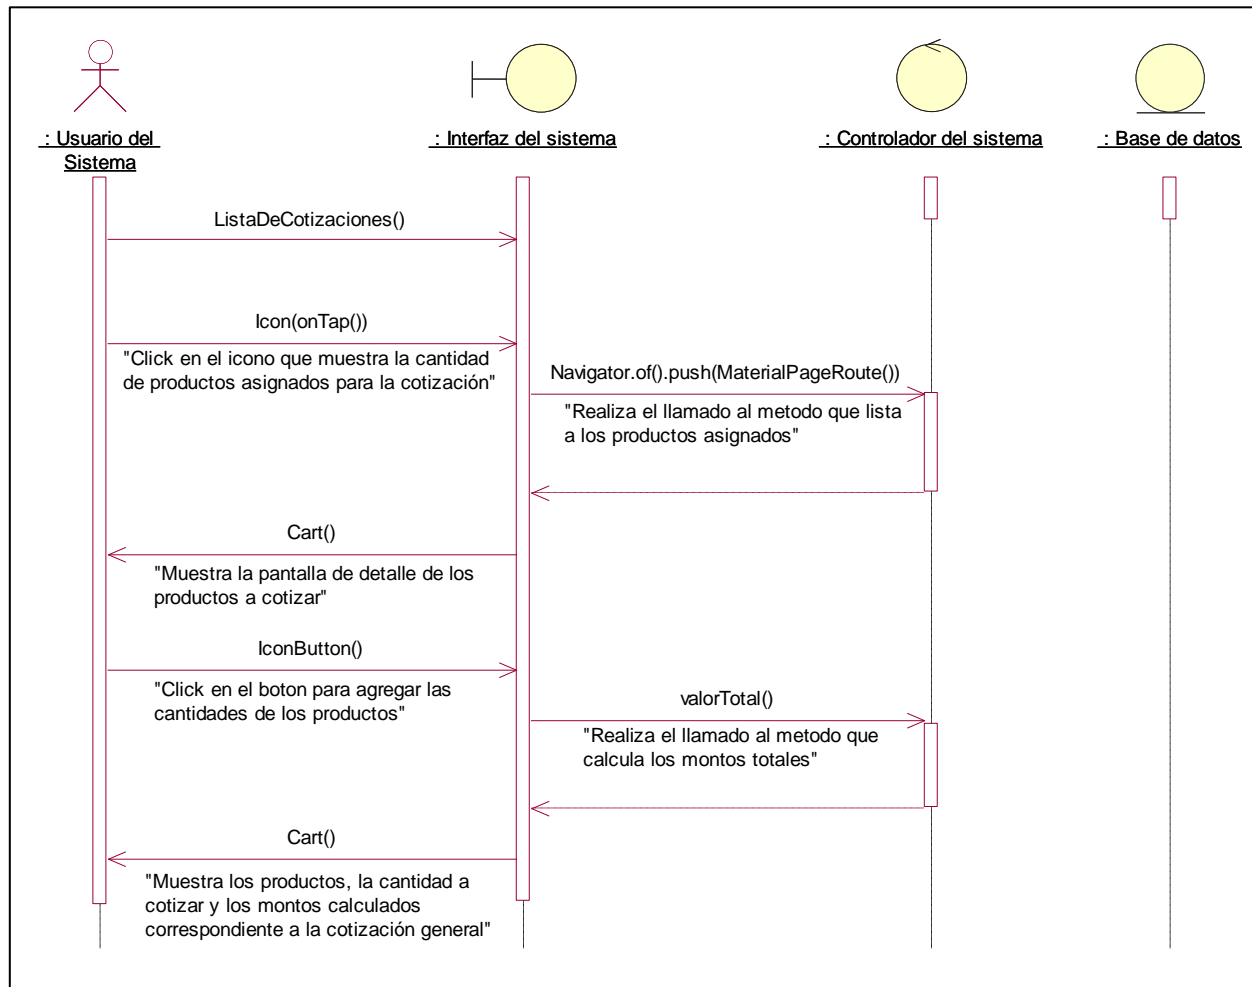 : Usuario del
Sistema
: Interfaz del sistema
: Controlador del sistema
: Base de datos
ListaDeCotizaciones()
Icon(onTap())
"Click en el icono que muestra la cantidad
de productos asignados para la cotización"
Navigator.of().push(MaterialPageRoute())
"Realiza el llamado al metodo que lista
a los productos asignados"
Cart()
"Muestra la pantalla de detalle de los
productos a cotizar"
IconButton()
"Click en el boton para agregar las
cantidades de los productos"
valorTotal()
"Realiza el llamado al metodo que
calcula los montos totales"
Cart()
"Muestra los productos, la cantidad a
cotizar y los montos calculados
correspondiente a la cotización general"